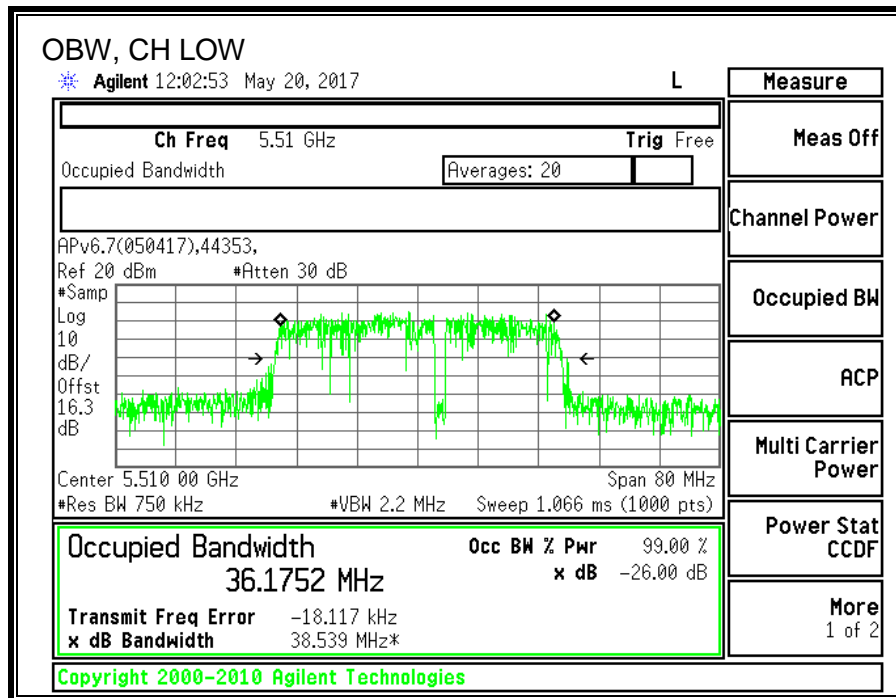 OBW, CH LOW
Agilent 12:02:53 May 20, 2017 L
Measure
Ch Freq 5.51 GHz Trig Free
Meas Off
Occupied Bandwidth Averages: 20
Channel Power
APv6.7(050417),44353,
Ref 20 dBm #Atten 30 dB
#Samp
Log
10
dB/
Offst
16.3
dB
Occupied BW
ACP
Multi Carrier
Power
Center 5.510 00 GHz Span 80 MHz
#Res BW 750 kHz #VBW 2.2 MHz Sweep 1.066 ms (1000 pts)
Power Stat
CCDF
Occupied Bandwidth Occ BW % Pwr 99.00 %
36.1752 MHz x dB -26.00 dB
Transmit Freq Error -18.117 kHz
x dB Bandwidth 38.539 MHz*
More
1 of 2
Copyright 2000-2010 Agilent Technologies